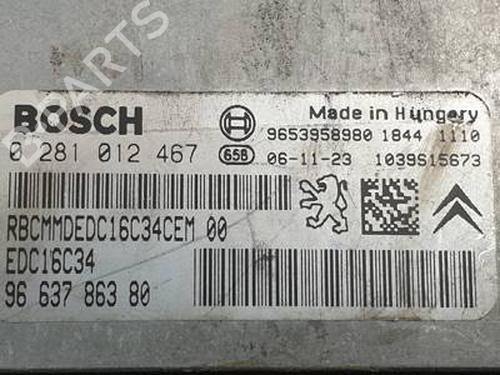 BOSCH
Made in Hungary
9653958980 1844 1110
0 281 012 467
658
06-11-23 1039S15673
RBCMMDEDC16C34CEM 00
EDC16C34
96 637 863 80
B-PARTS